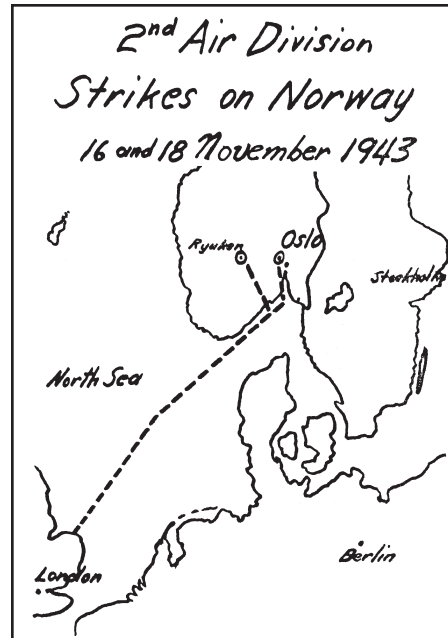 2nd Air Division
Strikes on Norway
16 and 18 November 1943
Ryuken
Oslo
Stockholm
North Sea
Berlin
London